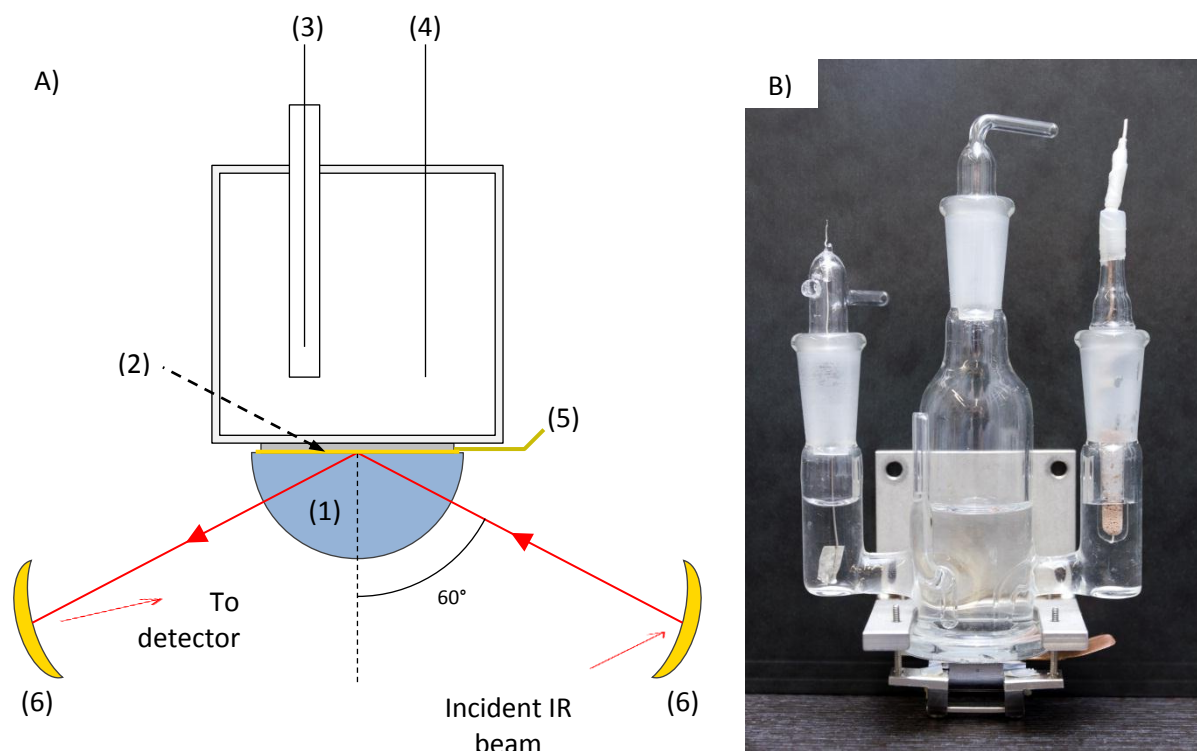 A)
(3)
(4)
B)
(2)
(5)
(1)
60°
To
detector
(6)
Incident IR
beam
(6)